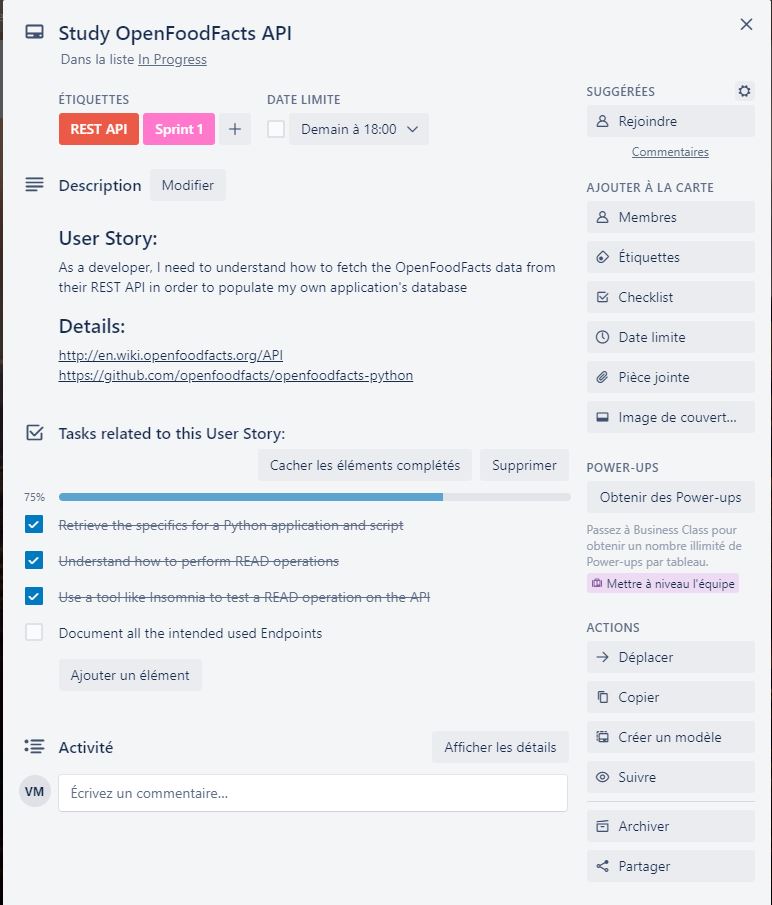 Study OpenFoodFacts API
Dans la liste In Progress
ÉTIQUETTES
REST API
Sprint 1
DATE LIMITE
Demain à 18:00
Description
Modifier
User Story:
As a developer, I need to understand how to fetch the OpenFoodFacts data from
their REST API in order to populate my own application's database
Details:
http://en.wiki.openfoodfacts.org/API
https://github.com/openfoodfacts/openfoodfacts-python
Tasks related to this User Story:
Cacher les éléments complétés
Supprimer
75%
Retrieve the specifics for a Python application and script
Understand how to perform READ operations
Use a tool like Insomnia to test a READ operation on the API
Document all the intended used Endpoints
Ajouter un élément
Activité
Afficher les détails
VM
Écrivez un commentaire…
SUGGÉRÉES
Rejoindre
Commentaires
AJOUTER À LA CARTE
Membres
Étiquettes
Checklist
Date limite
Pièce jointe
Image de couvert…
POWER-UPS
Obtenir des Power-ups
Passez à Business Class pour
obtenir un nombre illimité de
Power-ups par tableau.
Mettre à niveau l'équipe
ACTIONS
Déplacer
Copier
Créer un modèle
Suivre
Archiver
Partager